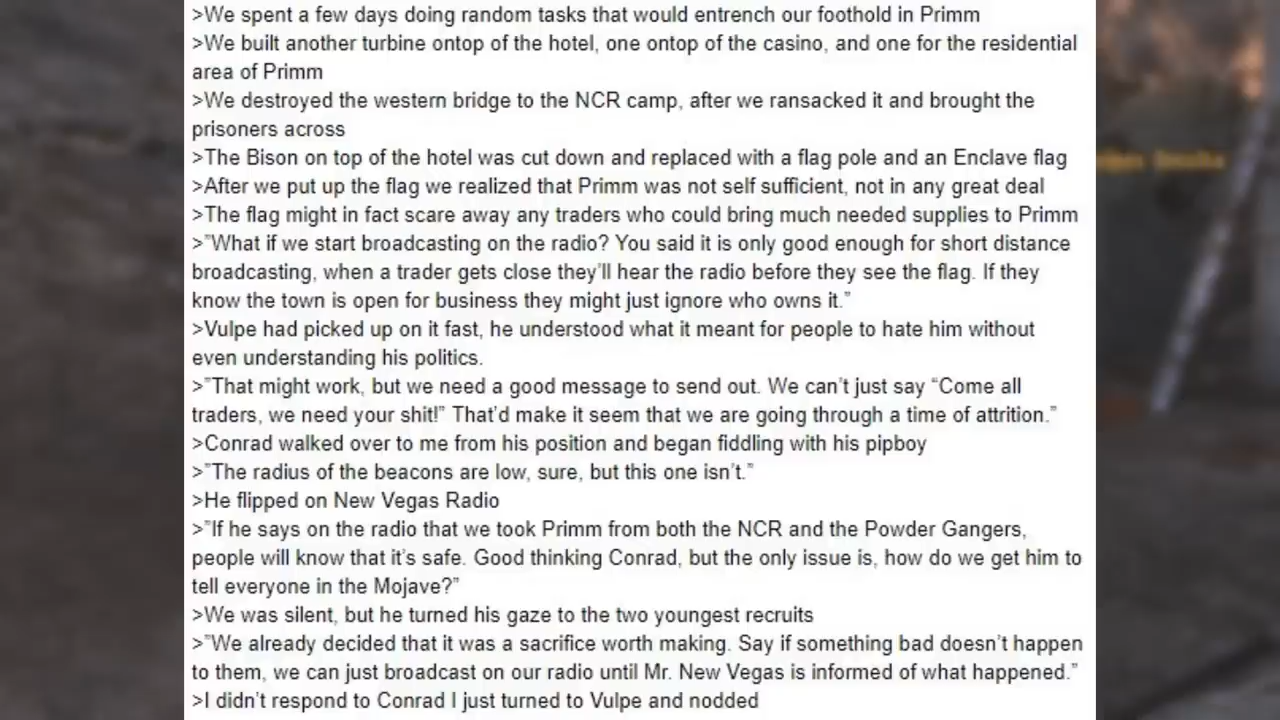 >We spent a few days doing random tasks that would entrench our foothold in Primm
>We built another turbine ontop of the hotel, one ontop of the casino, and one for the residential
area of Primm
>We destroyed the western bridge to the NCR camp, after we ransacked it and brought the
prisoners across
>The Bison on top of the hotel was cut down and replaced with a flag pole and an Enclave flag
>After we put up the flag we realized that Primm was not self sufficient, not in any great deal
>The flag might in fact scare away any traders who could bring much needed supplies to Primm
>"What if we start broadcasting on the radio? You said it is only good enough for short distance
broadcasting, when a trader gets close they'll hear the radio before they see the flag. If they
know the town is open for business they might just ignore who owns it."
>Vulpe had picked up on it fast, he understood what it meant for people to hate him without
even understanding his politics.
>"That might work, but we need a good message to send out. We can't just say “Come all
traders, we need your shit!” That'd make it seem that we are going through a time of attrition."
>Conrad walked over to me from his position and began fiddling with his pipboy
>"The radius of the beacons are low, sure, but this one isn't."
>He flipped on New Vegas Radio
>"If he says on the radio that we took Primm from both the NCR and the Powder Gangers,
people will know that it's safe. Good thinking Conrad, but the only issue is, how do we get him to
tell everyone in the Mojave?"
>We was silent, but he turned his gaze to the two youngest recruits
>"We already decided that it was a sacrifice worth making. Say if something bad doesn't happen
to them, we can just broadcast on our radio until Mr. New Vegas is informed of what happened."
>I didn't respond to Conrad I just turned to Vulpe and nodded